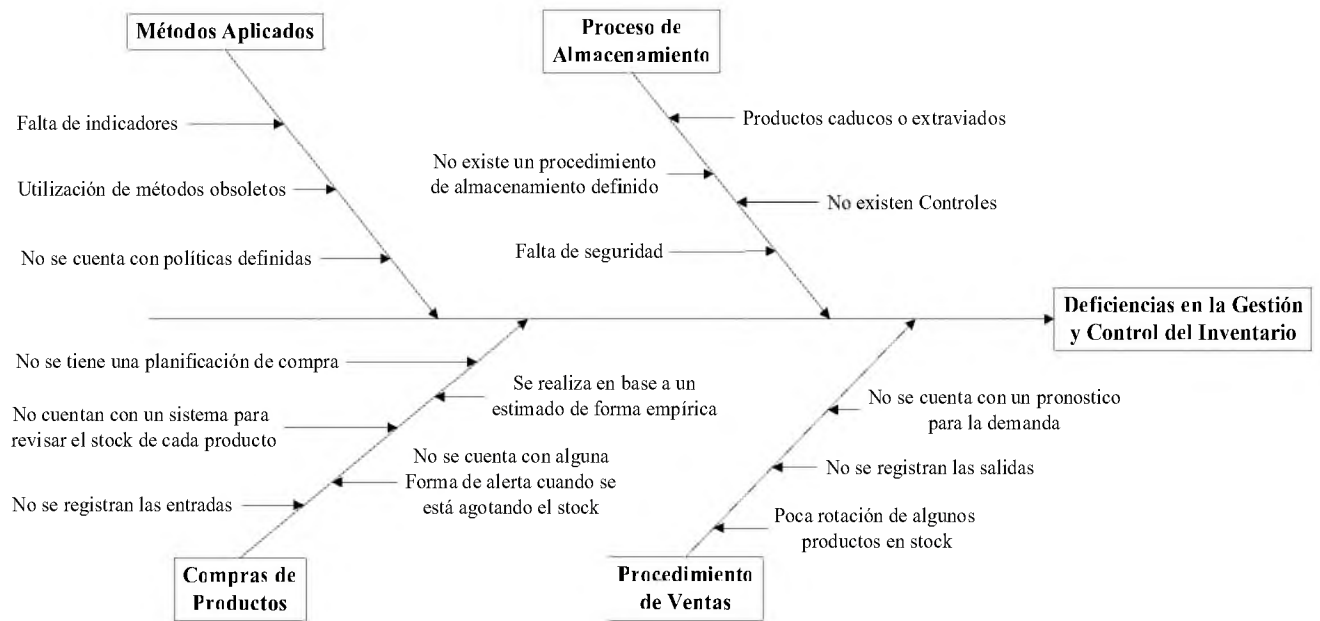 Métodos Aplicados
Falta de indicadores
Utilización de métodos obsoletos
No se cuenta con políticas definidas
Proceso de
Almacenamiento
Productos caducos o extraviados
No existe un procedimiento
de almacenamiento definido
No existen Controles
Falta de seguridad
Deficiencias en la Gestión
y Control del Inventario
No se tiene una planificación de compra
Se realiza en base a un
estimado de forma empírica
No cuentan con un sistema para
revisar el stock de cada producto
No se cuenta con alguna
Forma de alerta cuando se
está agotando el stock
No se registran las entradas
Compras de
Productos
No se cuenta con un pronostico
para la demanda
No se registran las salidas
Poca rotación de algunos
productos en stock
Procedimiento
de Ventas